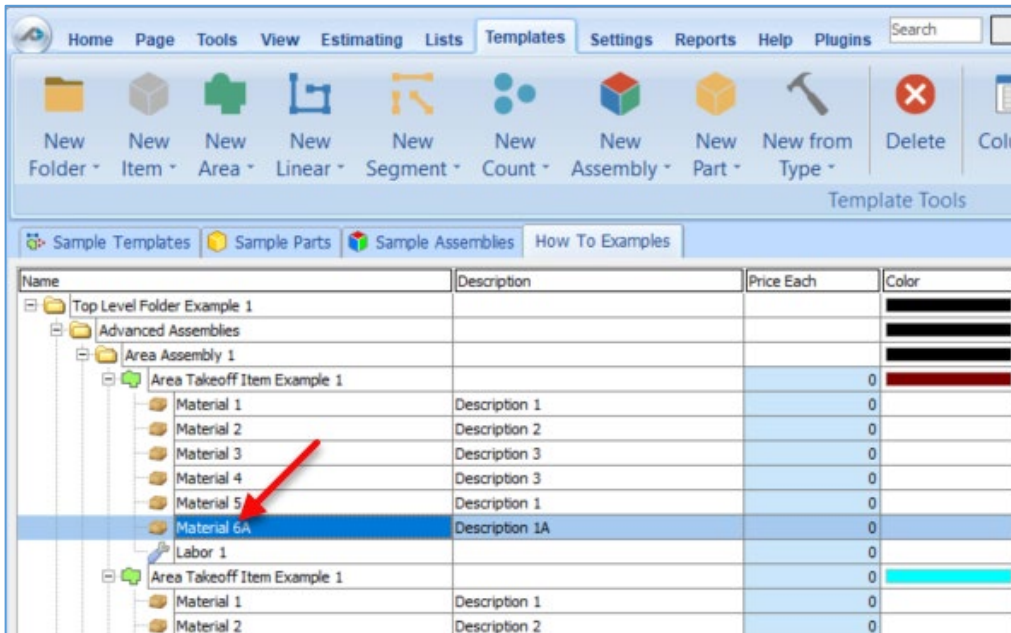 Home Page Tools View Estimating Lists Templates Settings Reports Help Plugins Search
New Folder
New Item
New Area
New Linear
New Segment
New Count
New Assembly
New Part
New from Type
Delete
Template Tools
Sample Templates Sample Parts Sample Assemblies How To Examples
Name Description Price Each Color
Top Level Folder Example 1
Advanced Assemblies
Area Assembly 1
Area Takeoff Item Example 1 0
Material 1 Description 1 0
Material 2 Description 2 0
Material 3 Description 3 0
Material 4 Description 3 0
Material 5 Description 1 0
Material 6A Description 1A 0
Labor 1 0
Area Takeoff Item Example 1 0
Material 1 Description 1 0
Material 2 Description 2 0